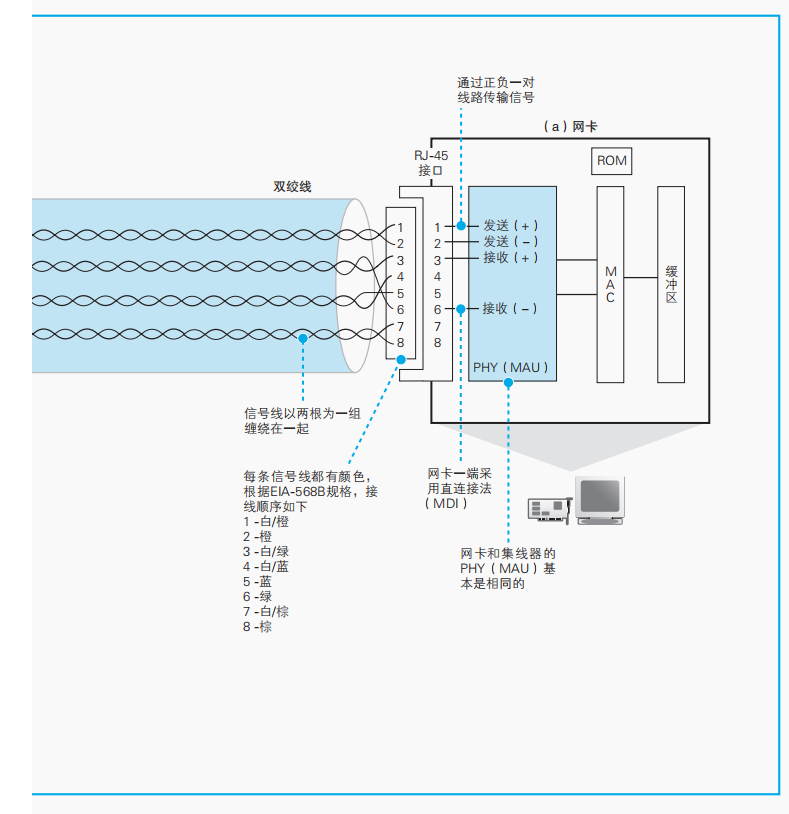 通过正负一对
线路传输信号
(a)网卡
RJ-45
接口
ROM
双绞线
1
2
3
4
5
6
7
8
1
2
3
4
5
6
7
8
发送(+)
发送(-)
接收(+)
接收(-)
PHY(MAU)
MAC
缓冲区
信号线以两根为一组
缠绕在一起
每条信号线都有颜色，
根据EIA-568B规格，接
线顺序如下
1-白/橙
2-橙
3-白/绿
4-白/蓝
5-蓝
6-绿
7-白/棕
8-棕
网卡一端采
用直连接法
(MDI)
网卡和集线器的
PHY(MAU)基
本是相同的